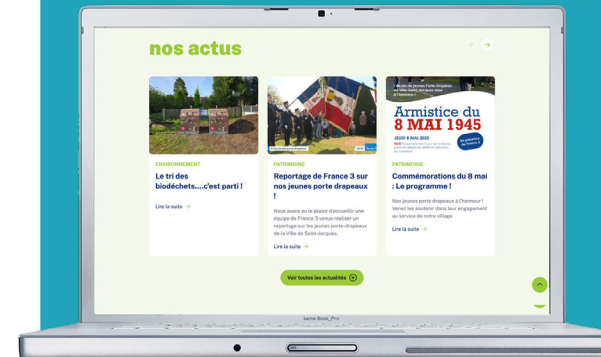 nos actus
ENVIRONNEMENT
Le tri des
biodéchets....c'est parti !
Lire la suite →
PATRIMOINE
Reportage de France 3 sur
nos jeunes porte drapeaux
!
Nous avons eu le plaisir d'accueillir une
équipe de France 3 venue réaliser un
reportage sur les jeunes porte-drapeaux
de la Ville de Saint-Jacques.
Lire la suite →
Armistice du
8 MAI 1945
JEUDI 8 MAI 2025
PATRIMOINE
Commémorations du 8 mai
: Le programme !
Nos jeunes porte drapeaux à l'honneur !
Venez les soutenir dans leur engagement
au service de notre village
Lire la suite →
Voir toutes les actualités
same Book_Pro